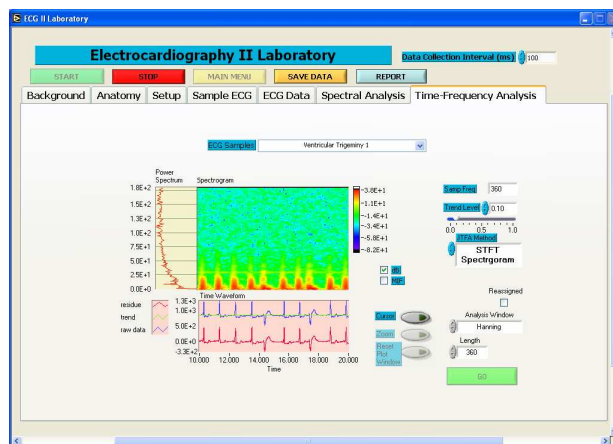 ECG II Laboratory
Electrocardiography II Laboratory
Data Collection Interval (ms) 100
START STOP MAIN MENU SAVE DATA REPORT
Background Anatomy Setup Sample ECG ECG Data Spectral Analysis Time-Frequency Analysis
ECG Samples Ventricular Trigeminy 1
Power
Spectrum Spectrogram
1.8E+2
1.5E+2
1.3E+2
1.0E+2
7.5E+1
5.0E+1
2.5E+1
0.0E+0
-1.1E+1
-1.4E+1
-3.4E+1
-5.8E+1
-8.2E+1
Samp Freq 360
Trend Level 0.10
0.0 0.5 1.0
JTFA Method
STFT
Spectrgoram
dB
Reassigned
Analysis Window
Hanning
Length
360
GO
Time Waveform
residue
trend
raw data
1.3E+3
1.0E+3
5.0E+2
0.0E+0
-3.3E+2
10.000 12.000 14.000 16.000 18.000 20.000
Time
Cursor
Zoom
Reset
Plot
Window